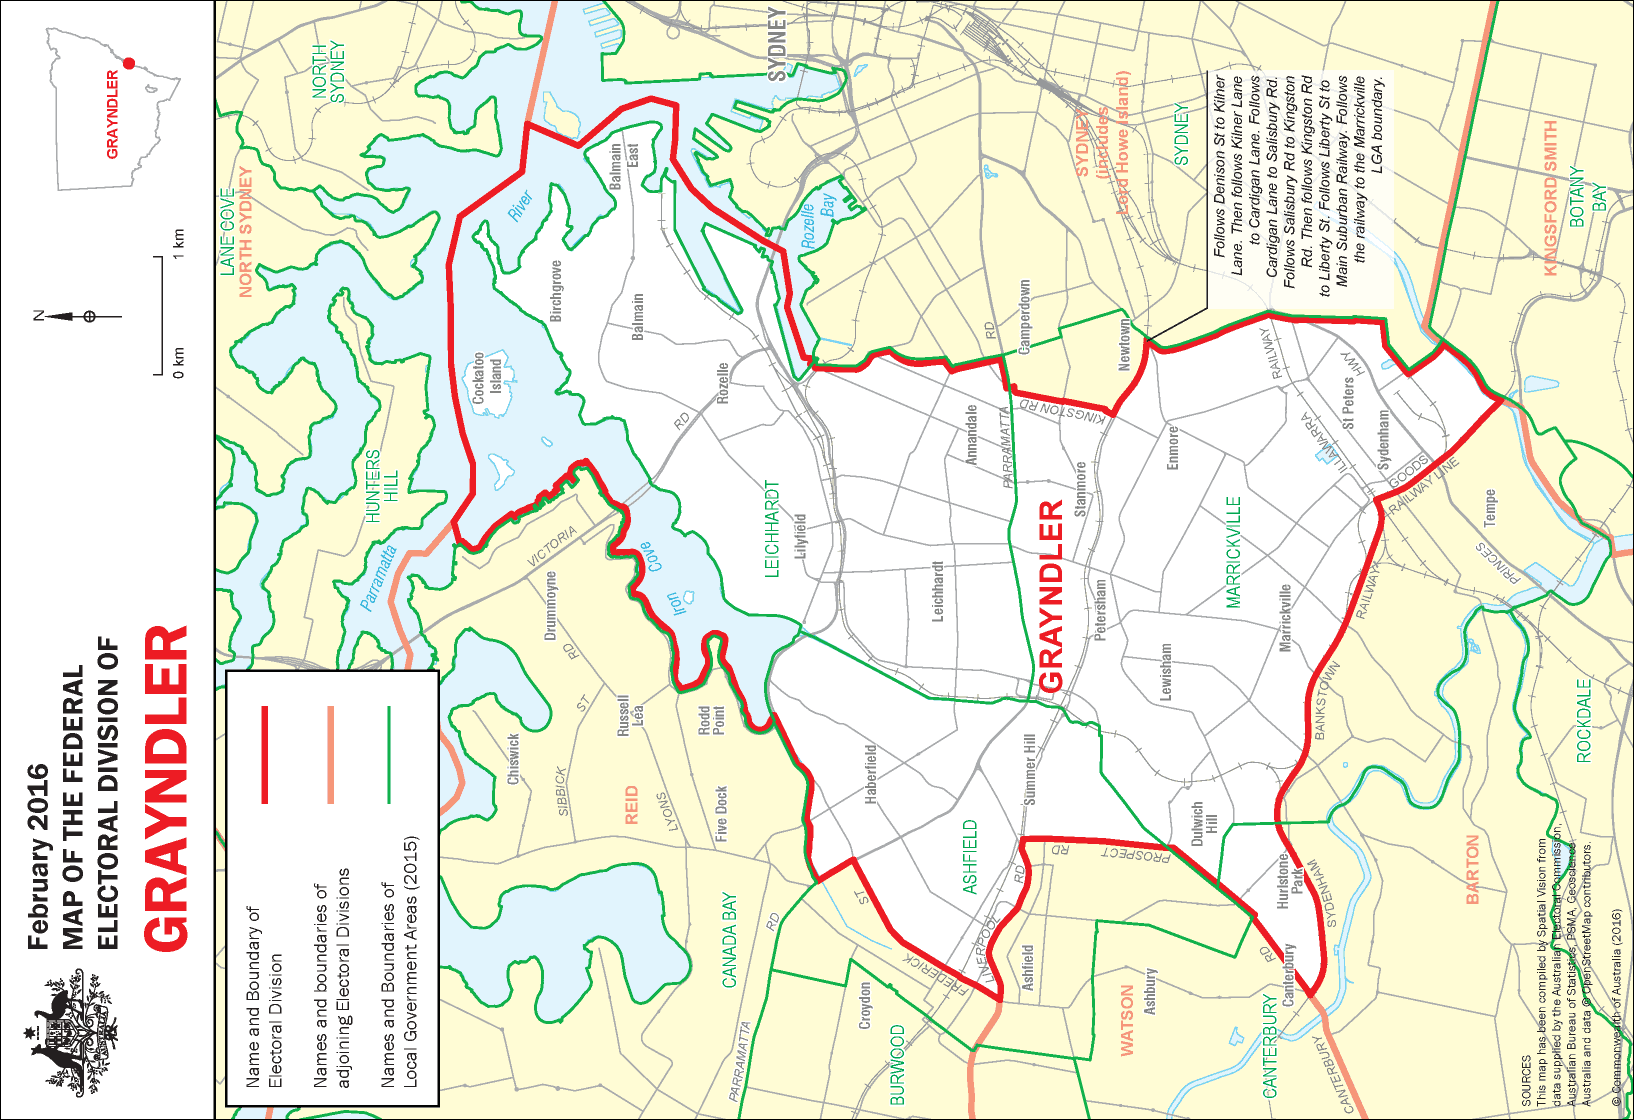 February 2016
MAP OF THE FEDERAL
ELECTORAL DIVISION OF
GRAYNDLER
GRAYNDLER
N
0 km
1 km
Name and Boundary of
Electoral Division
Names and boundaries of
adjoining Electoral Divisions
Names and Boundaries of
Local Government Areas (2015)
LANE COVE
NORTH SYDNEY
NORTH
SYDNEY
HUNTERS
HILL
Parramatta
River
SYDNEY
Balmain
East
Birchgrove
Balmain
Cockatoo
Island
Rozelle
Bay
Rozelle
RD
VICTORIA
Drummoyne
RD
ST
Iron
Cove
LEICHHARDT
Lilyfield
Chiswick
SIBBICK
Russell
Lea
REID
LYONS
Rodd
Point
Five Dock
CANADA BAY
RD
PARRAMATTA
Haberfield
ST
FREDERICK
Croydon
BURWOOD
ASHFIELD
LIVERPOOL
RD
Ashfield
Summer Hill
Leichhardt
Annandale
PARRAMATTA
RD
Camperdown
KINGSTON RD
Newtown
Stanmore
GRAYNDLER
Petersham
Lewisham
Enmore
MARRICKVILLE
Marrickville
RD
PROSPECT
Dulwich
Hill
Hurlstone
Park
SYDENHAM
Canterbury
RD
CANTERBURY
CANTERBURY
WATSON
Ashbury
BARTON
BANKSTOWN
RAILWAY
ROCKDALE
Tempe
PRINCES
GOODS
RAILWAY LINE
Sydenham
St Peters
HWY
ILLAWARRA
RAILWAY
SYDNEY
(includes
Lord Howe Island)
SYDNEY
KINGSFORD SMITH
BOTANY
BAY
Follows Denison St to Kilner
Lane. Then follows Kilner Lane
to Cardigan Lane. Follows
Cardigan Lane to Salisbury Rd.
Follows Salisbury Rd to Kingston
Rd. Then follows Kingston Rd
to Liberty St. Follows Liberty St to
Main Suburban Railway. Follows
the railway to the Marrickville
LGA boundary.
SOURCES
This map has been compiled by Spatial Vision from
data supplied by the Australian Electoral Commission,
Australian Bureau of Statistics, PSMA, Geoscience
Australia and data © OpenStreetMap contributors.
© Commonwealth of Australia (2016)